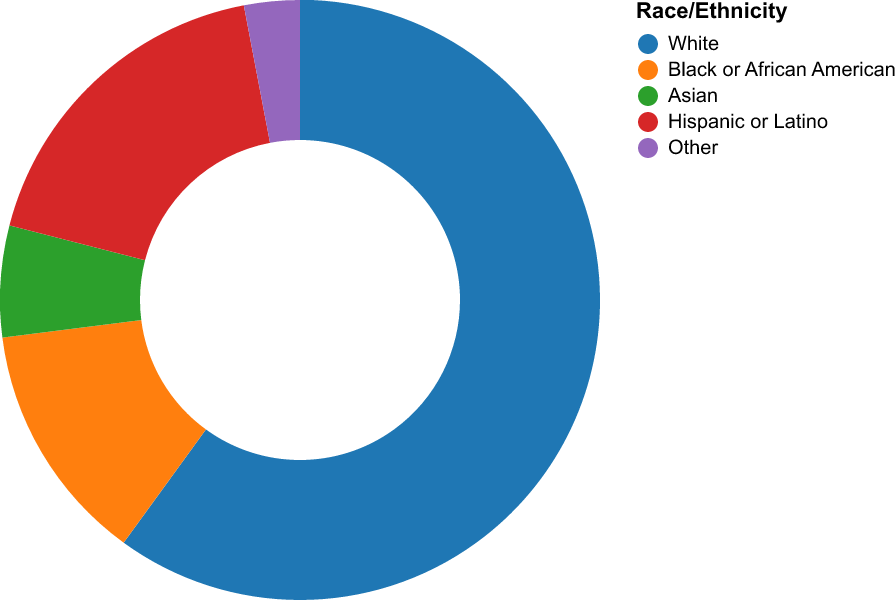 Race/Ethnicity
White
Black or African American
Asian
Hispanic or Latino
Other